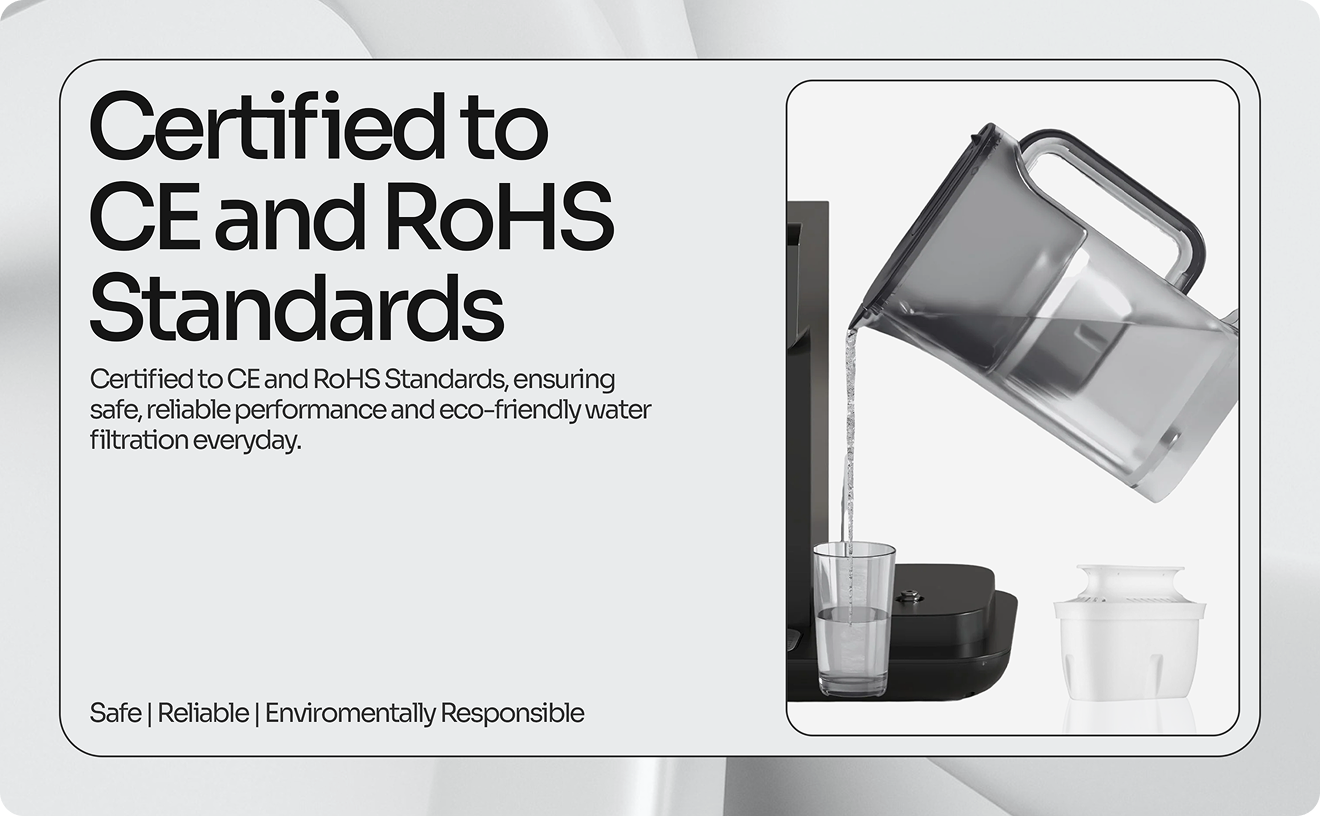 Certified to
CE and RoHS
Standards
Certified to CE and RoHS Standards, ensuring
safe, reliable performance and eco-friendly water
filtration everyday.
Safe | Reliable | Enviromentally Responsible